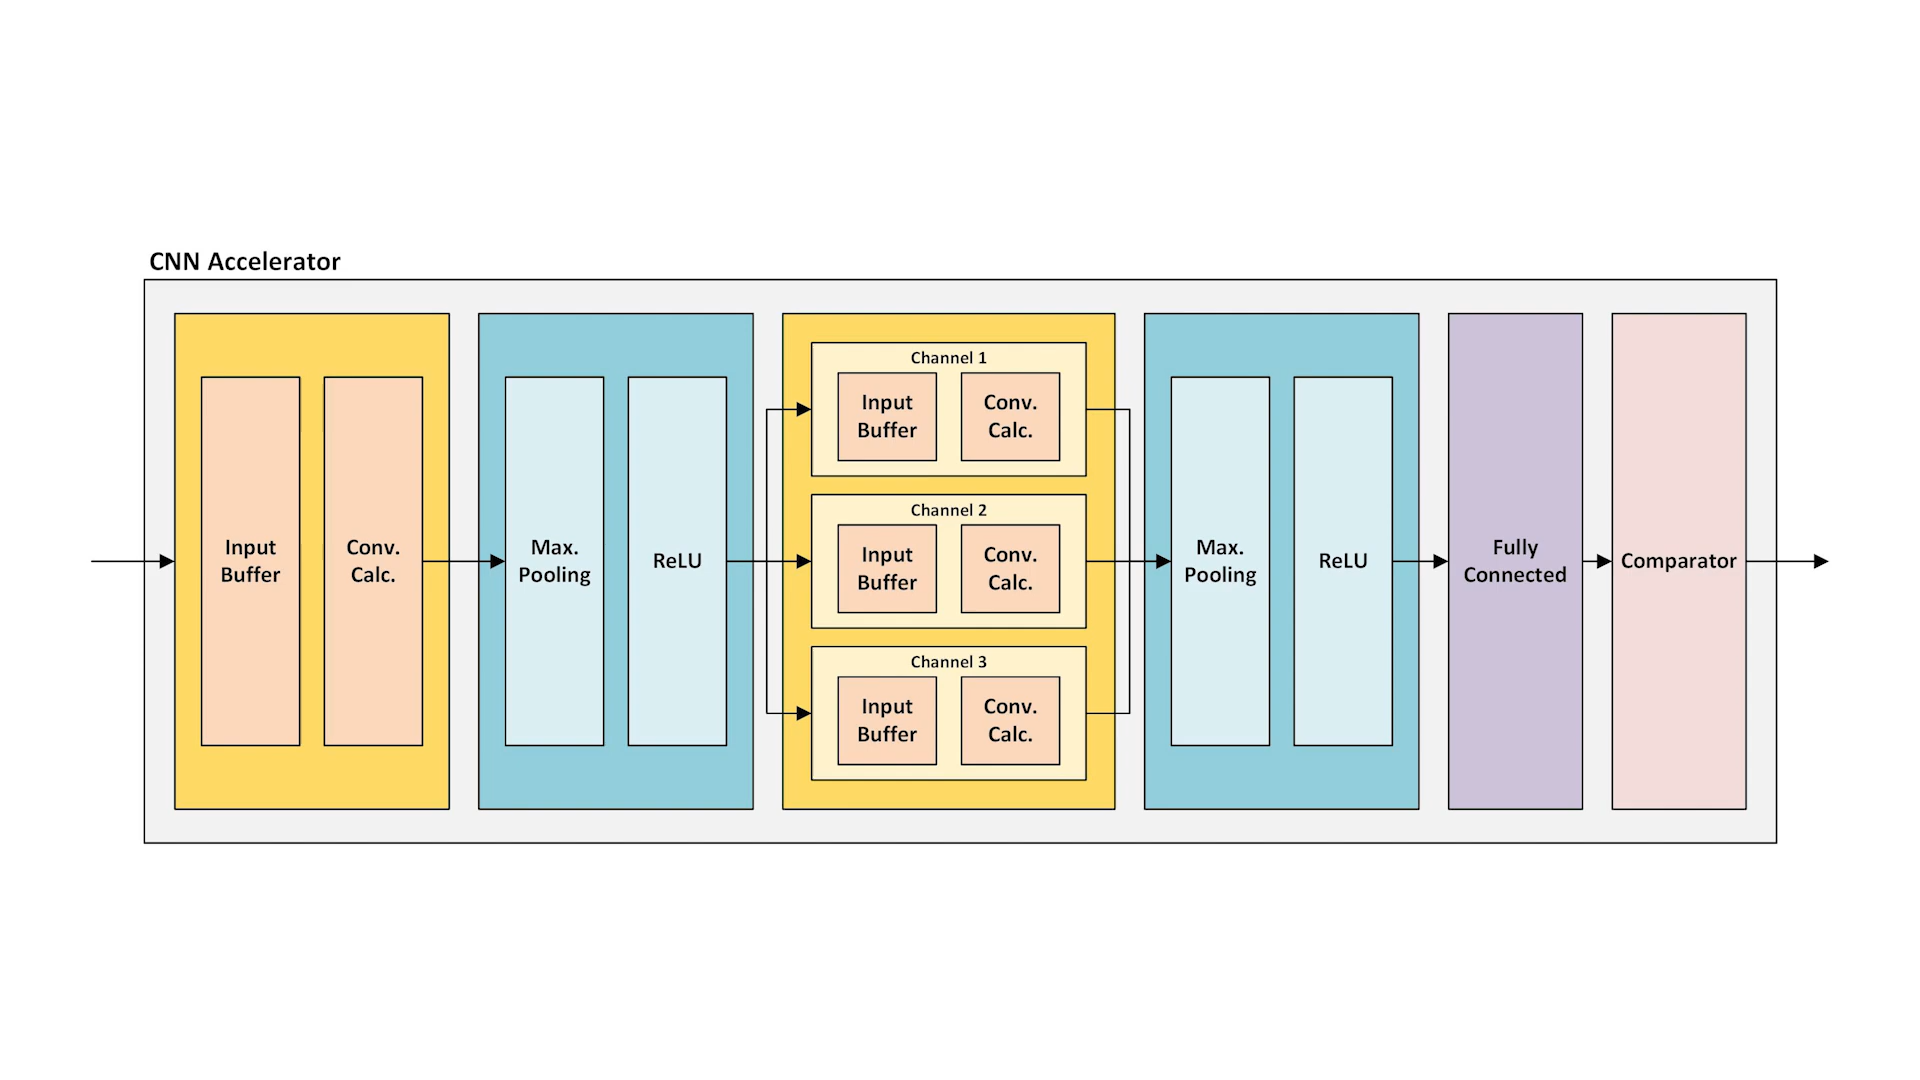 CNN Accelerator
Input
Buffer
Conv.
Calc.
Max.
Pooling
ReLU
Channel 1
Input
Buffer
Conv.
Calc.
Channel 2
Input
Buffer
Conv.
Calc.
Channel 3
Input
Buffer
Conv.
Calc.
Max.
Pooling
ReLU
Fully
Connected
Comparator